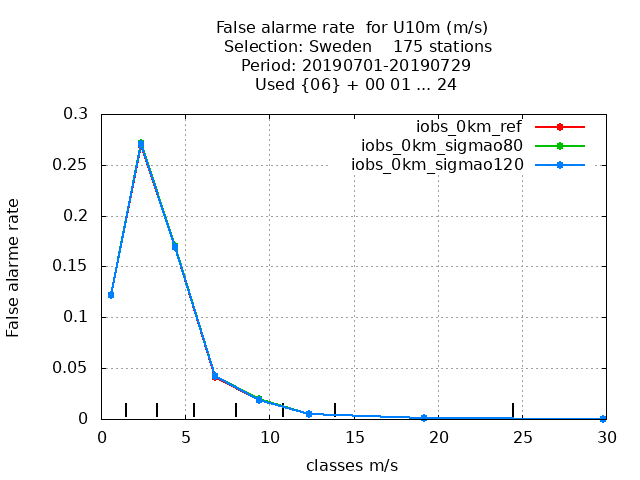 False alarme rate  for U10m (m/s)
Selection: Sweden    175 stations
Period: 20190701-20190729
Used {06} + 00 01 ... 24
iobs_0km_ref
iobs_0km_sigmao80
iobs_0km_sigmao120
False alarme rate
0.3
0.25
0.2
0.15
0.1
0.05
0
0 5 10 15 20 25 30
classes m/s